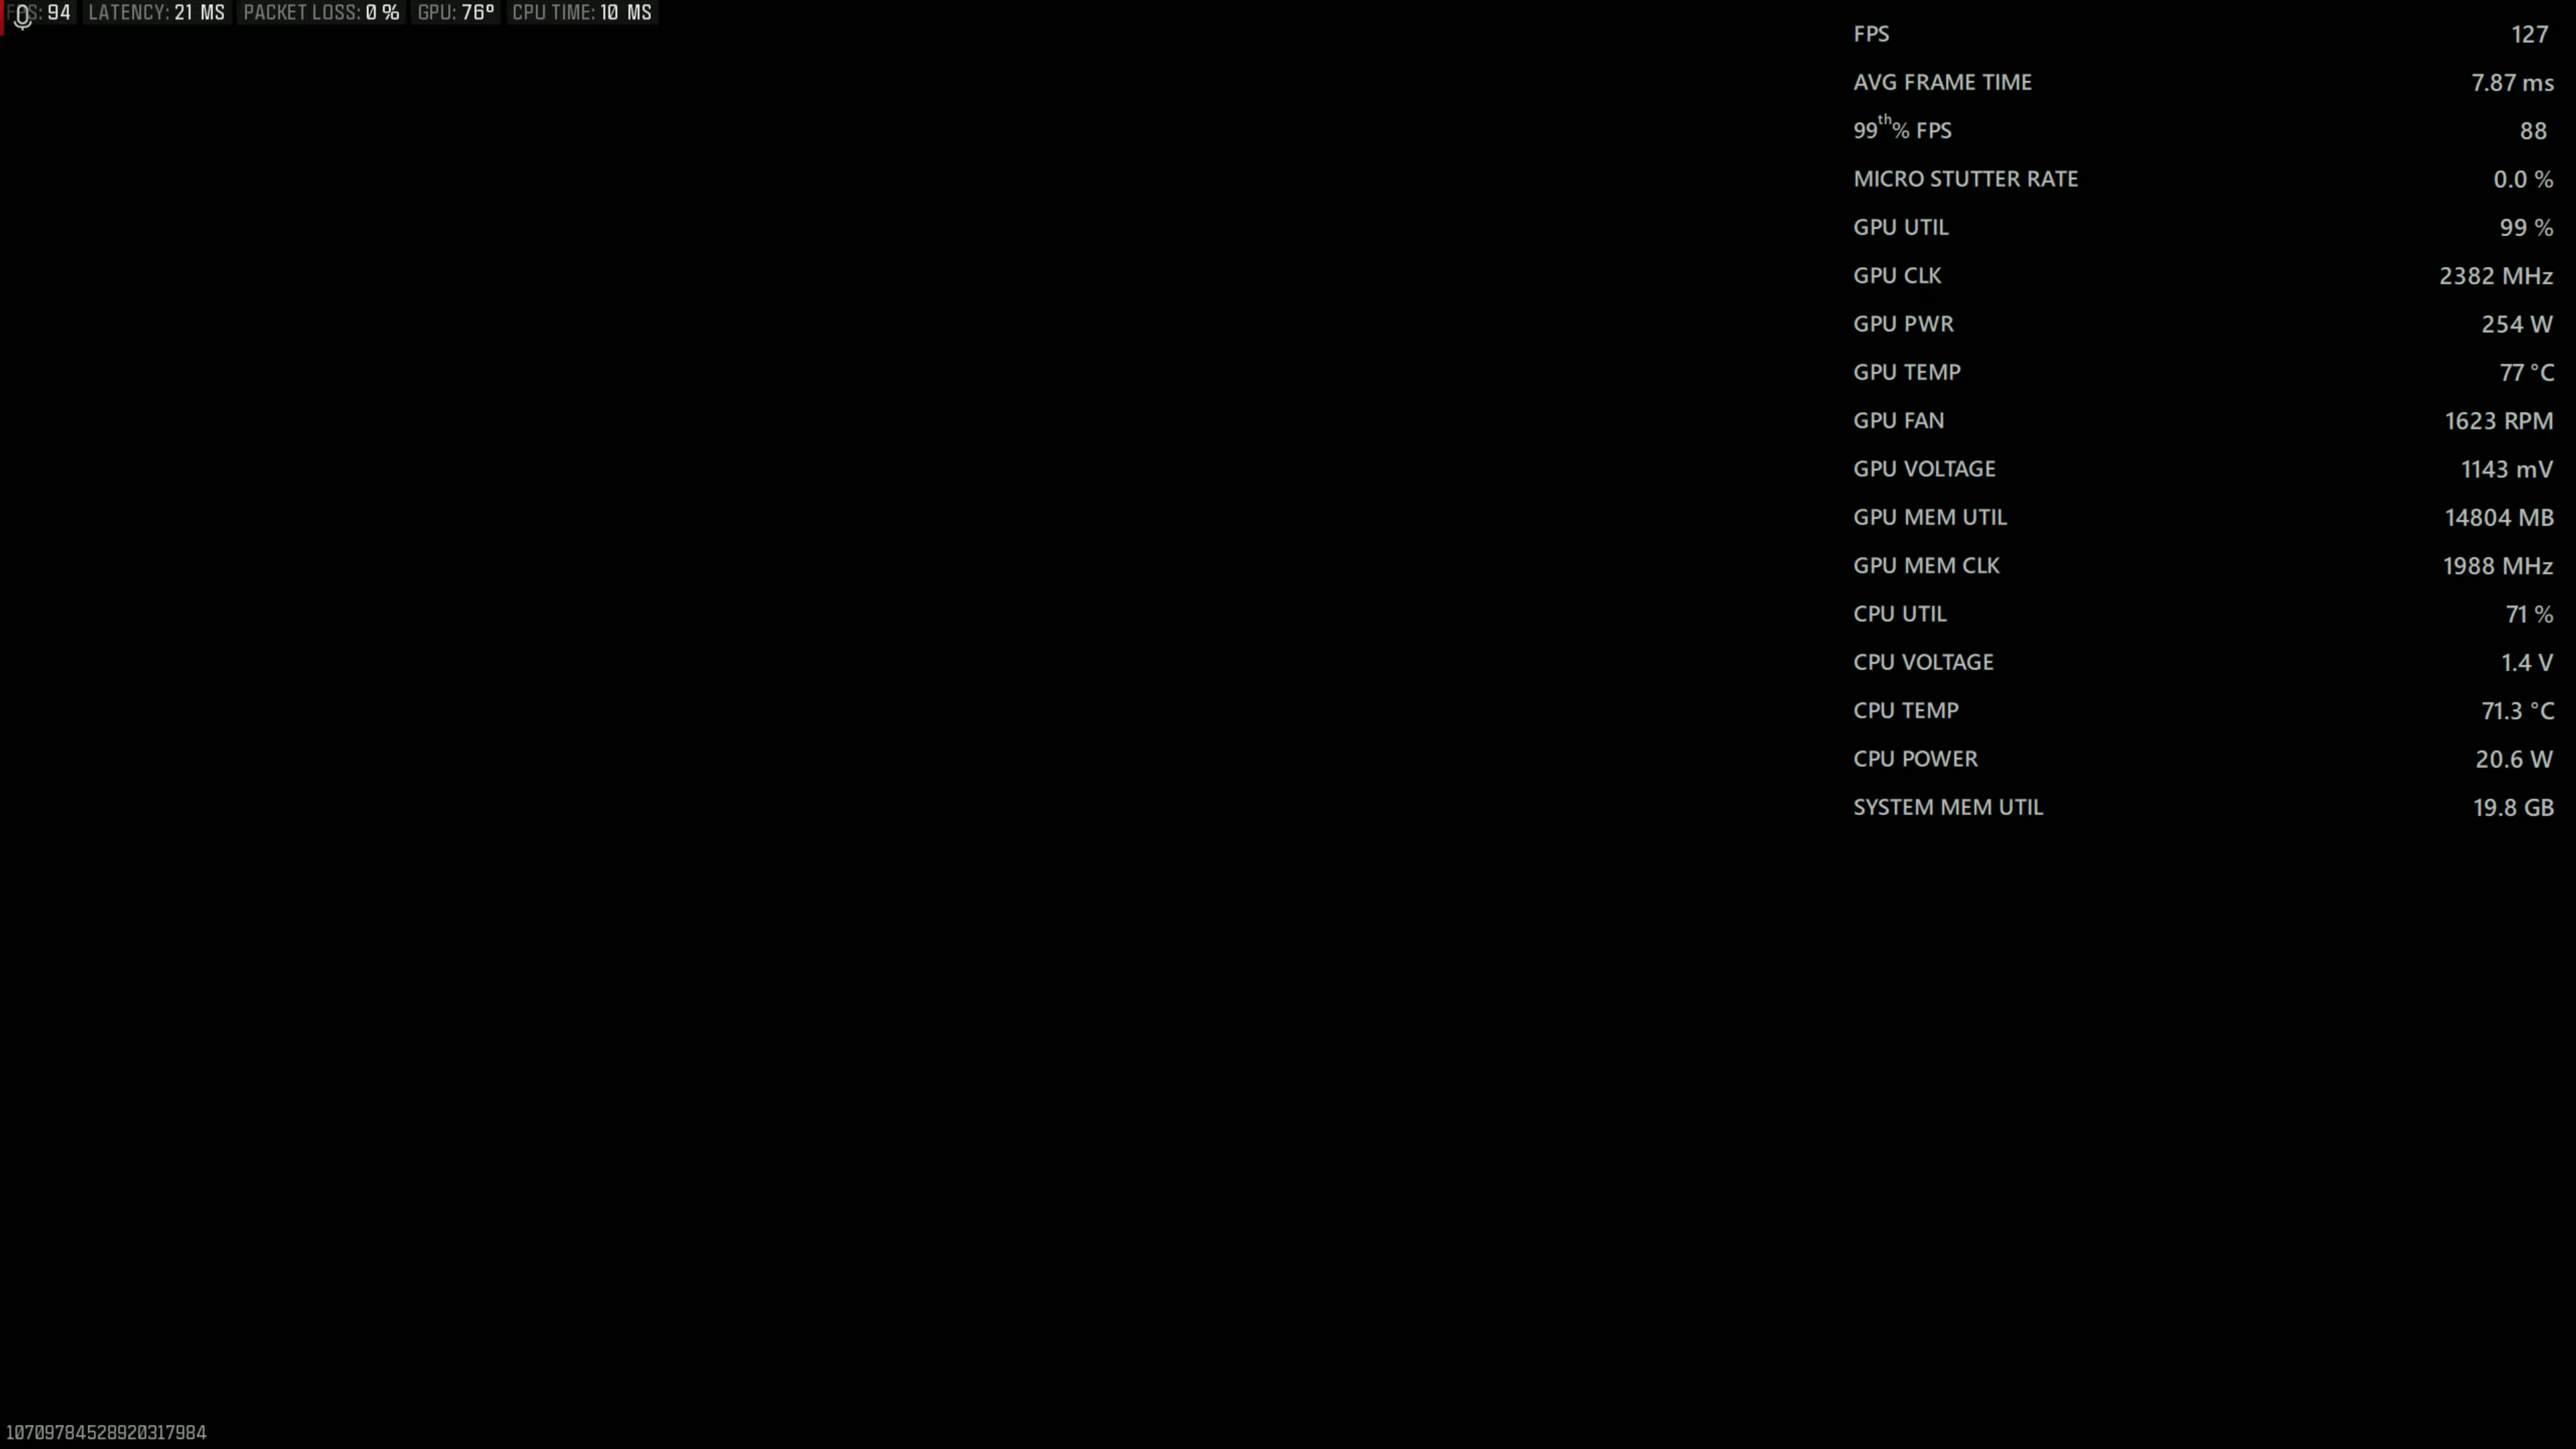 FPS: 94 LATENCY: 21 MS PACKET LOSS: 0 % GPU: 76° CPU TIME: 10 MS
FPS 127
AVG FRAME TIME 7.87 ms
99th% FPS 88
MICRO STUTTER RATE 0.0 %
GPU UTIL 99 %
GPU CLK 2382 MHz
GPU PWR 254 W
GPU TEMP 77 °C
GPU FAN 1623 RPM
GPU VOLTAGE 1143 mV
GPU MEM UTIL 14804 MB
GPU MEM CLK 1988 MHz
CPU UTIL 71 %
CPU VOLTAGE 1.4 V
CPU TEMP 71.3 °C
CPU POWER 20.6 W
SYSTEM MEM UTIL 19.8 GB
10709784528920317984